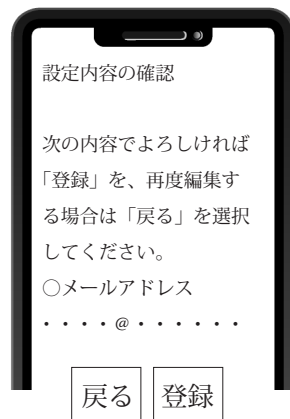 設定内容の確認
次の内容でよろしければ
「登録」を、再度編集す
る場合は「戻る」を選択
してください。
○メールアドレス
・・・・@・・・・・・
戻る 登録